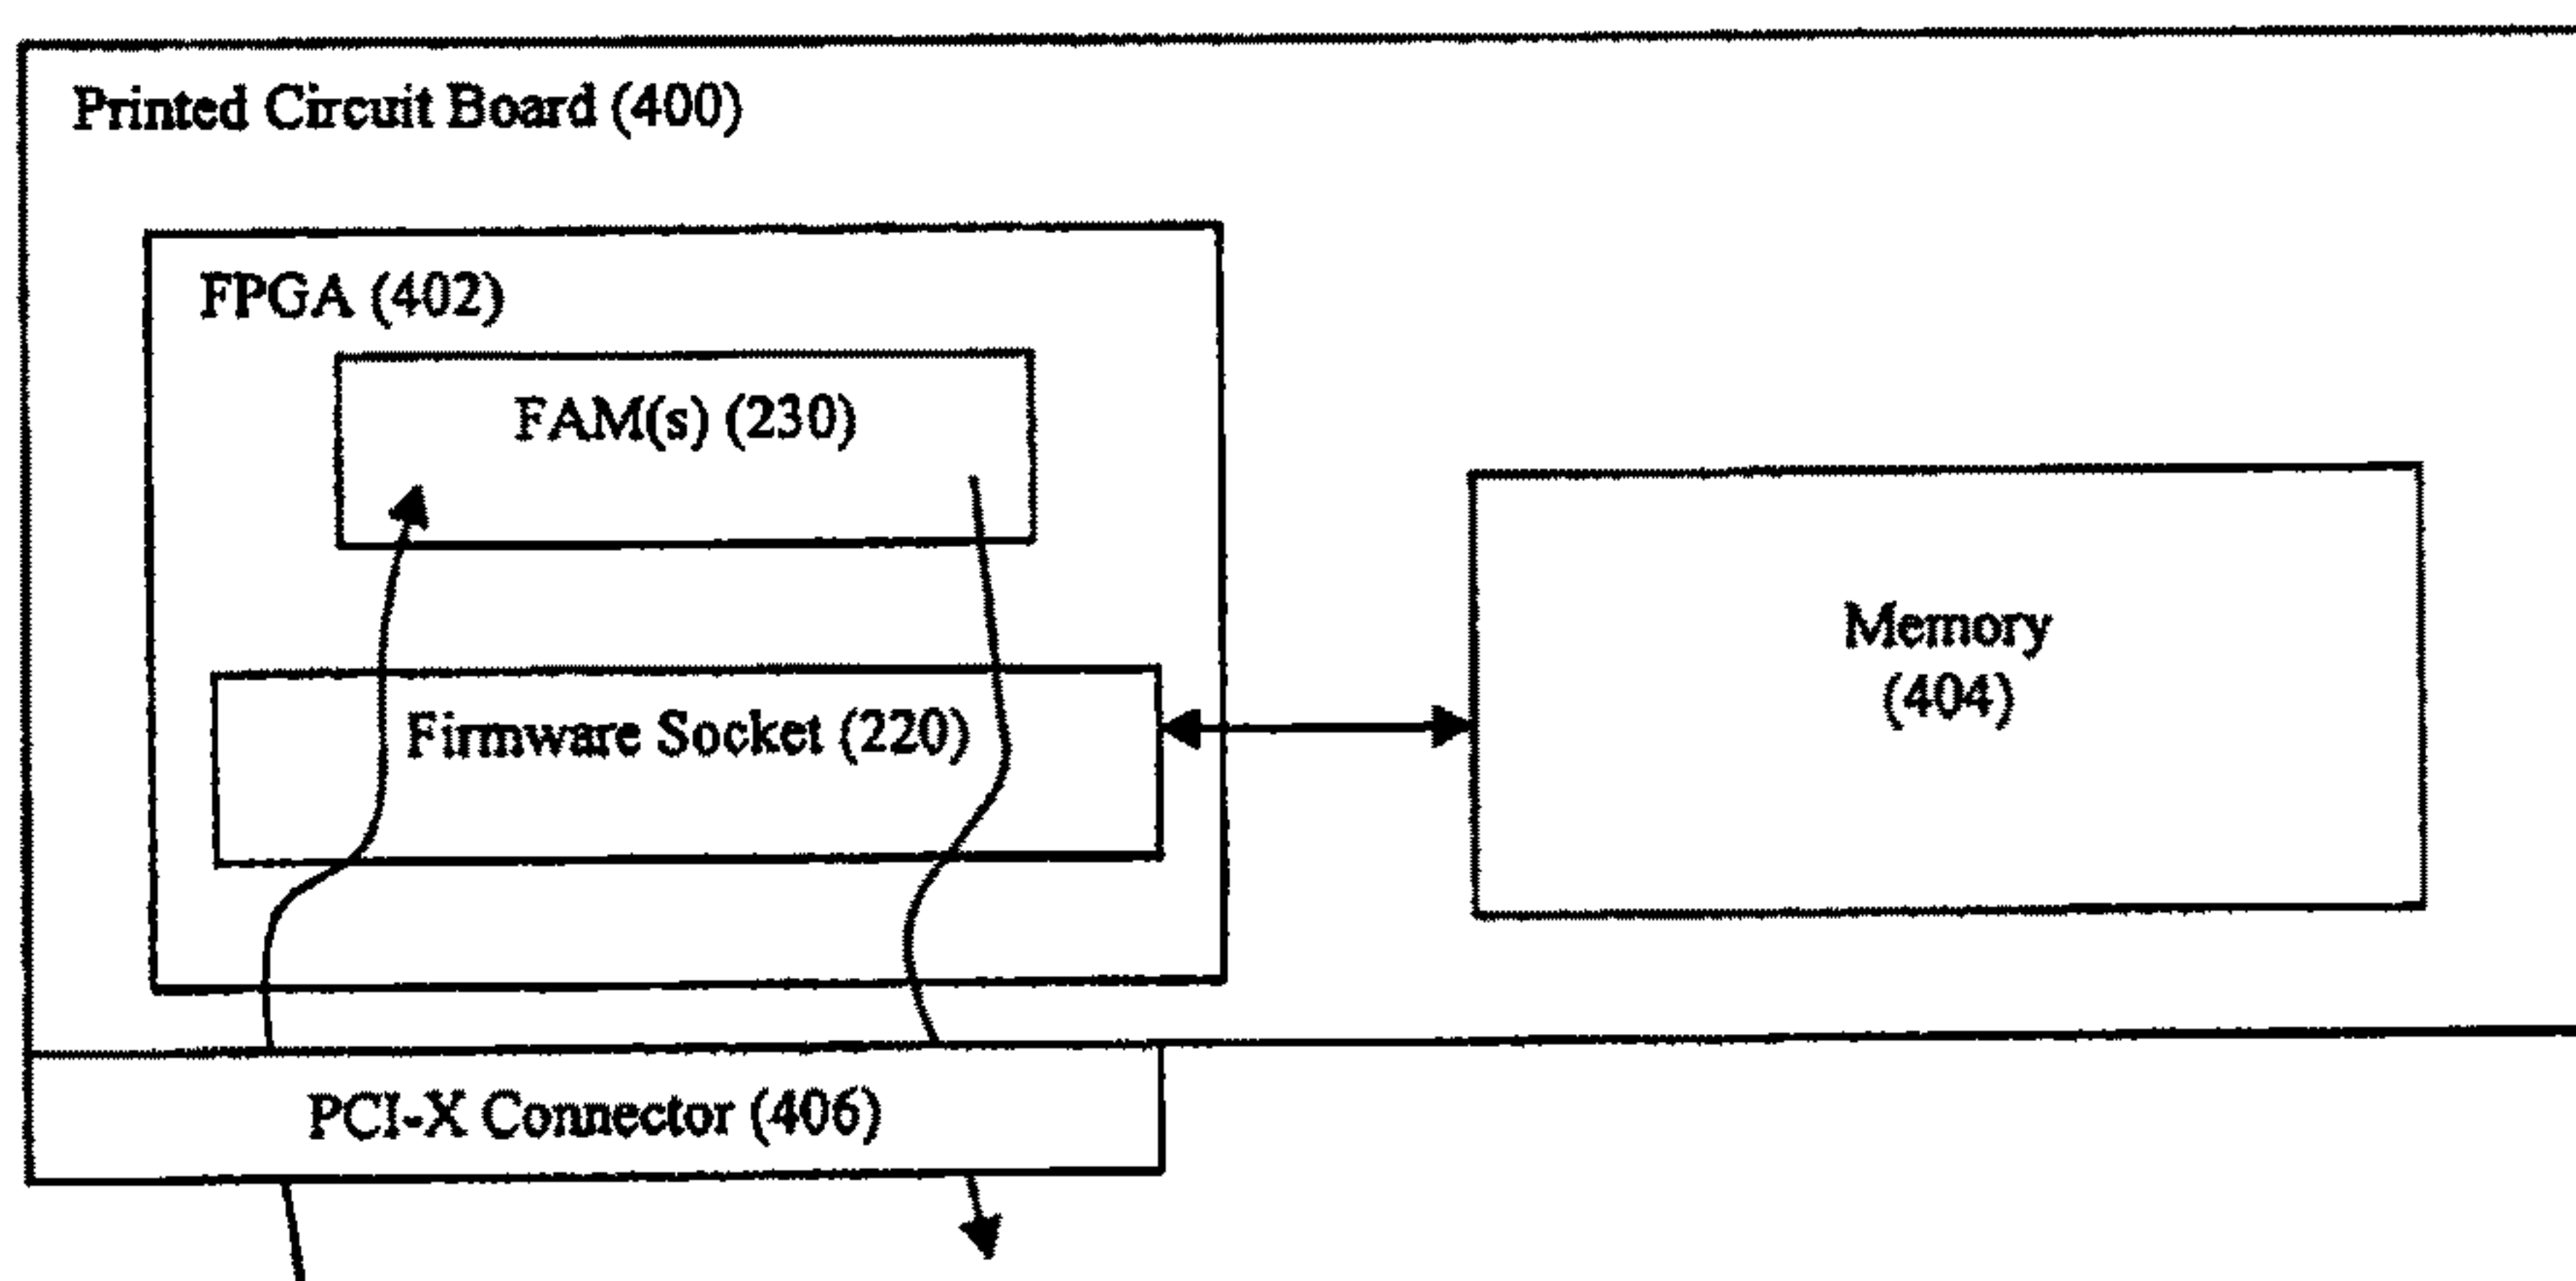 Printed Circuit Board (400)
FPGA (402)
FAM(s) (230)
Firmware Socket (220)
Memory
(404)
PCI-X Connector (406)